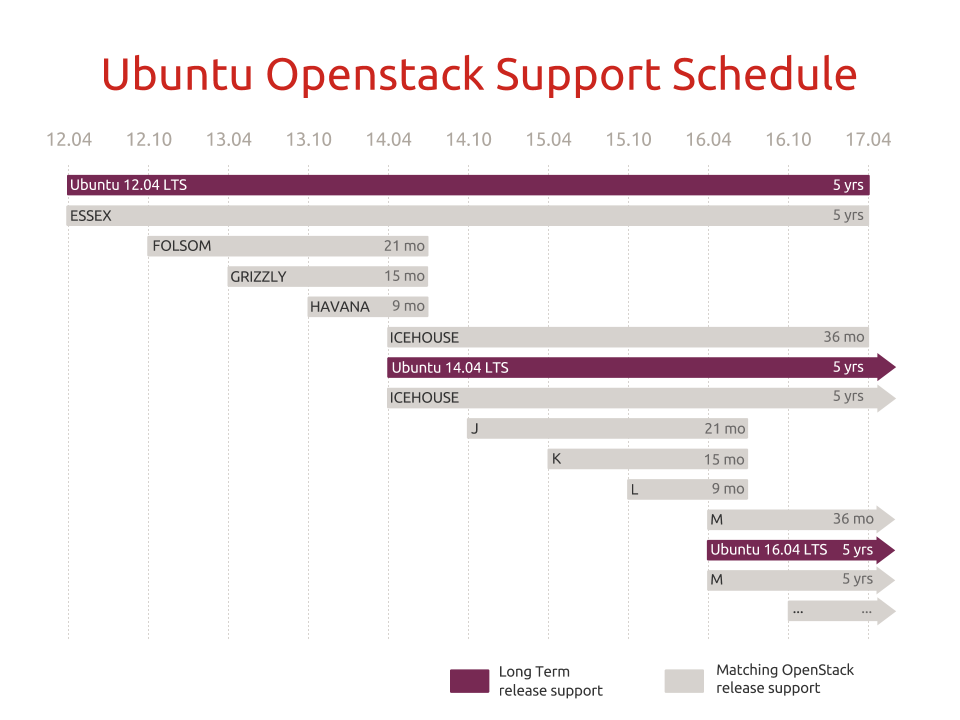 Ubuntu Openstack Support Schedule
12.04 12.10 13.04 13.10 14.04 14.10 15.04 15.10 16.04 16.10 17.04
Ubuntu 12.04 LTS 5 yrs
ESSEX 5 yrs
FOLSOM 21 mo
GRIZZLY 15 mo
HAVANA 9 mo
ICEHOUSE 36 mo
Ubuntu 14.04 LTS 5 yrs
ICEHOUSE 5 yrs
J 21 mo
K 15 mo
L 9 mo
M 36 mo
Ubuntu 16.04 LTS 5 yrs
M 5 yrs
... ...
Long Term
release support
Matching OpenStack
release support